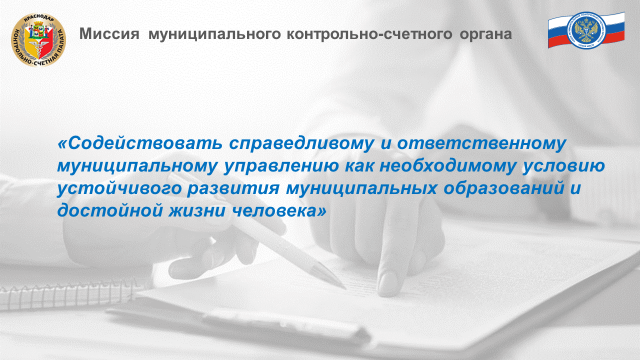 КРАСНОДАР
КОНТРОЛЬНО-СЧЕТНАЯ ПАЛАТА
Миссия муниципального контрольно-счетного органа
«Содействовать справедливому и ответственному
муниципальному управлению как необходимому условию
устойчивого развития муниципальных образований и
достойной жизни человека»